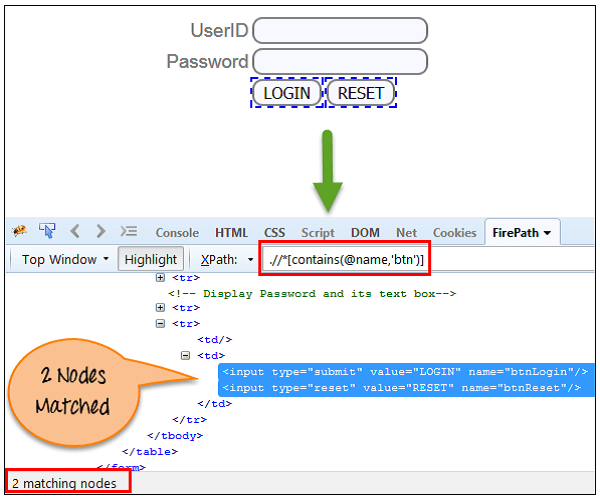 UserID
Password
LOGIN RESET
Console HTML CSS Script DOM Net Cookies FirePath
Top Window Highlight XPath: .//*[contains(@name,'btn')]
<tr>
<!-- Display Password and its text box-->
<tr>
<tr>
<td/>
<td>
<input type="submit" value="LOGIN" name="btnLogin"/>
<input type="reset" value="RESET" name="btnReset"/>
</td>
</tr>
</tbody>
</table>
</form>
2 Nodes
Matched
2 matching nodes